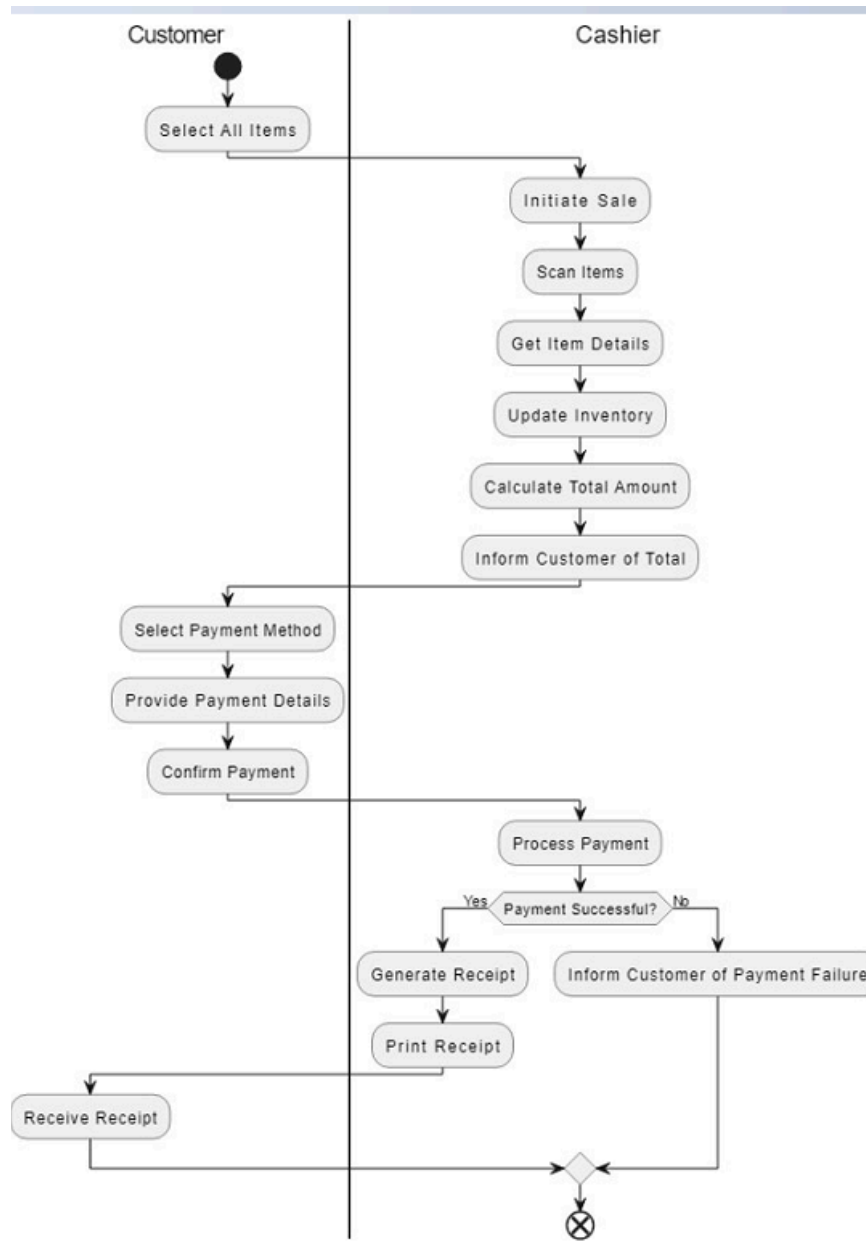 Customer
Cashier
Select All Items
Initiate Sale
Scan Items
Get Item Details
Update Inventory
Calculate Total Amount
Inform Customer of Total
Select Payment Method
Provide Payment Details
Confirm Payment
Process Payment
Yes
Payment Successful?
No
Generate Receipt
Inform Customer of Payment Failure
Print Receipt
Receive Receipt